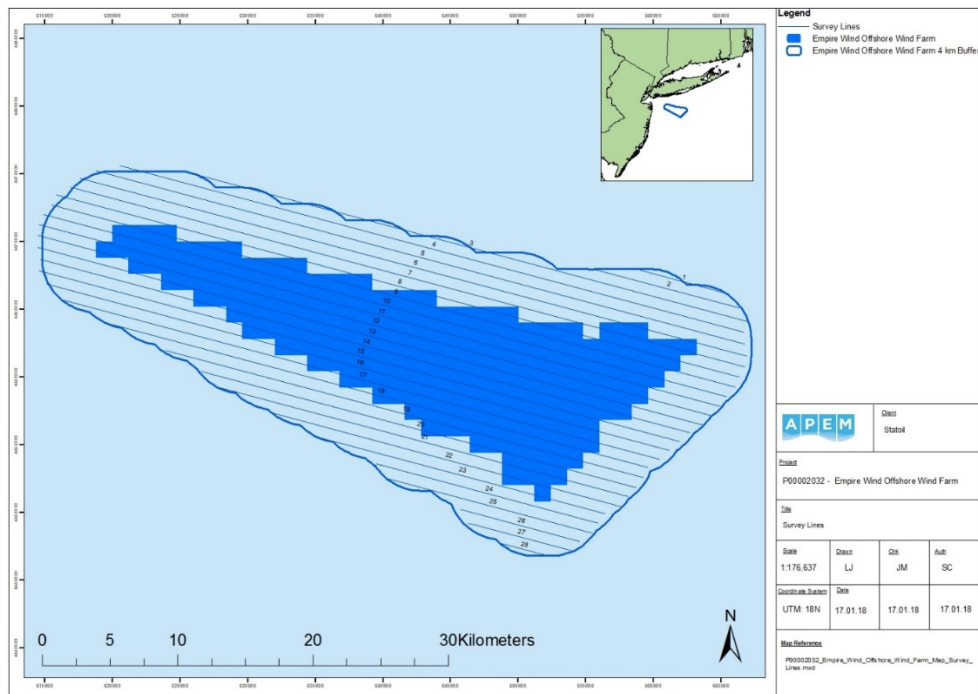 Legend
Survey Lines
Empire Wind Offshore Wind Farm
Empire Wind Offshore Wind Farm 4 km Buffer
1
2
3
4
5
6
7
8
9
10
11
12
13
14
15
16
17
18
19
20
21
22
23
24
25
26
27
28
0 5 10 20 30Kilometers
N
APEM
Client
Statoil
Project
P00002032 - Empire Wind Offshore Wind Farm
Title
Survey Lines
Scale Drawn Chk Auth
1:176,637 LJ JM SC
Coordinate System Date
UTM: 18N 17.01.18 17.01.18 17.01.18
Map Reference
P00002032_Empire_Wind_Offshore_Wind_Farm_Map_Survey_
Lines.mxd